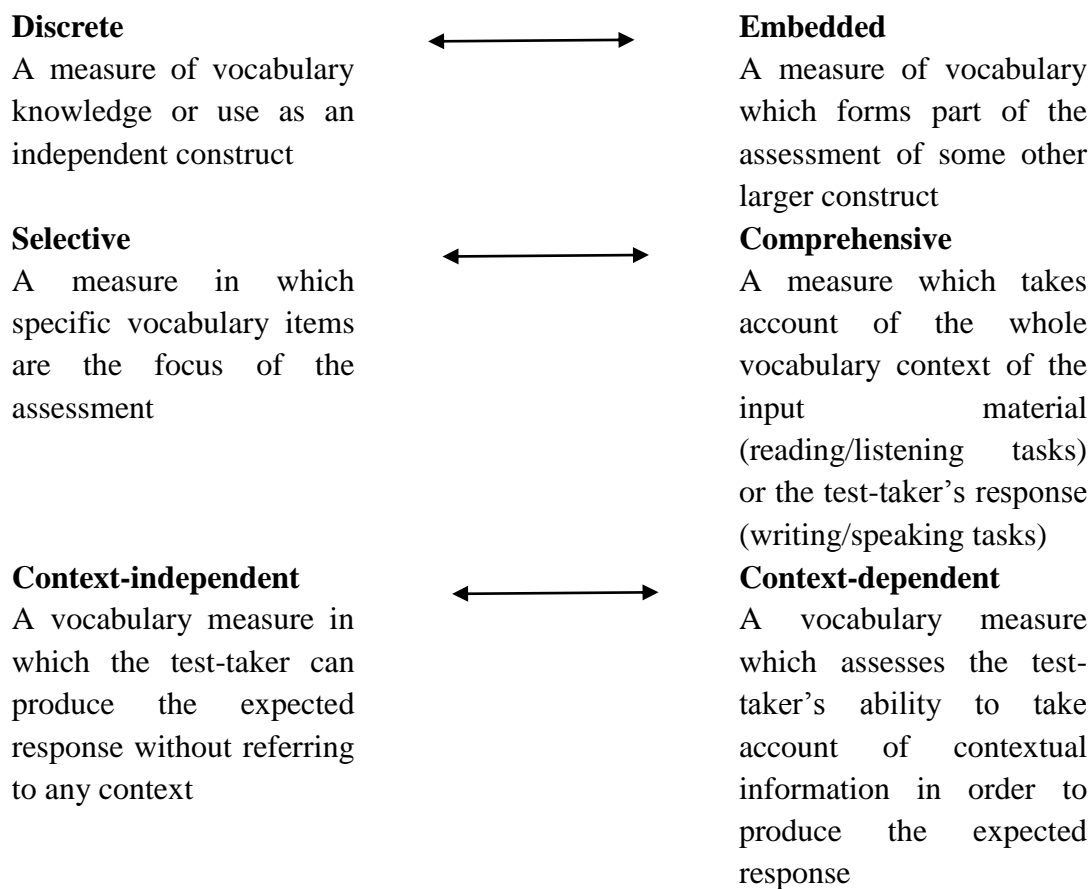 Discrete
A measure of vocabulary
knowledge or use as an
independent construct
Embedded
A measure of vocabulary
which forms part of the
assessment of some other
larger construct
Selective
A measure in which
specific vocabulary items
are the focus of the
assessment
Comprehensive
A measure which takes
account of the whole
vocabulary context of the
input material
(reading/listening tasks)
or the test-taker’s response
(writing/speaking tasks)
Context-independent
A vocabulary measure in
which the test-taker can
produce the expected
response without referring
to any context
Context-dependent
A vocabulary measure
which assesses the test-
taker’s ability to take
account of contextual
information in order to
produce the expected
response